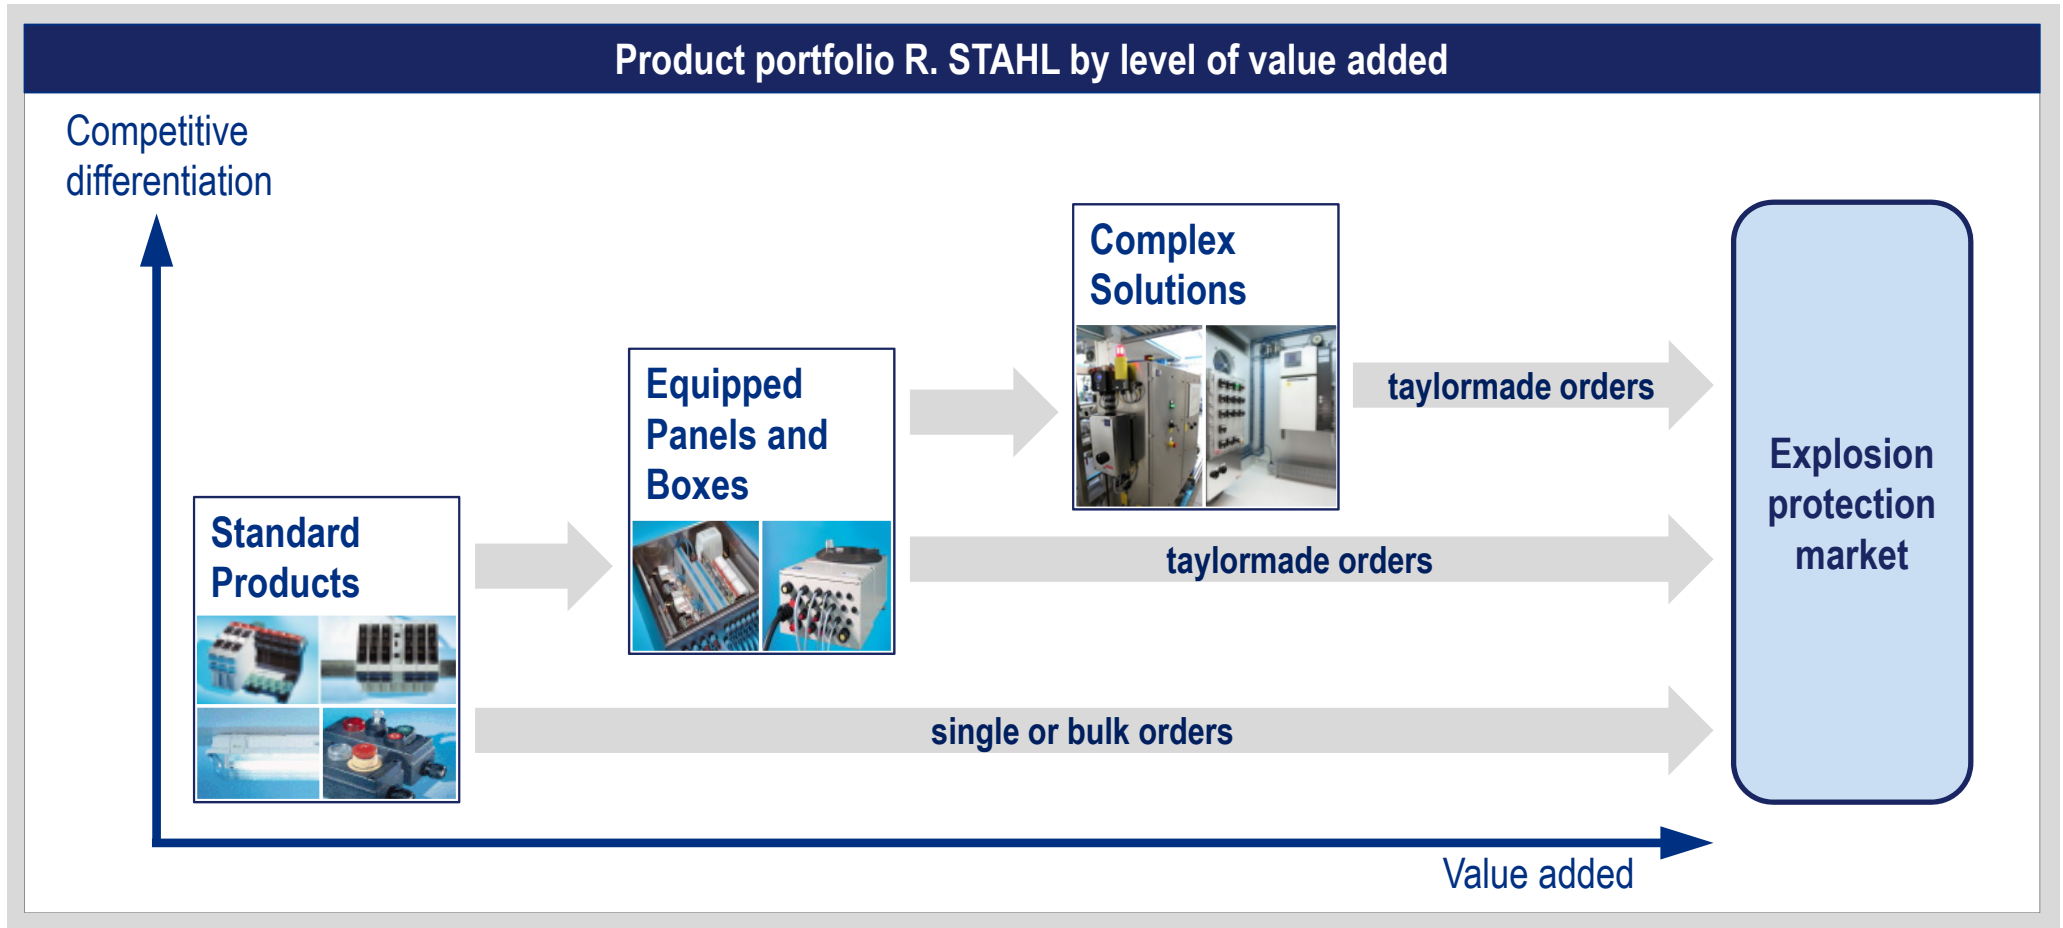 Product portfolio R. STAHL by level of value added
Competitive
differentiation
Complex
Solutions
taylormade orders
Equipped
Panels and
Boxes
Explosion
protection
market
Standard
Products
taylormade orders
single or bulk orders
Value added